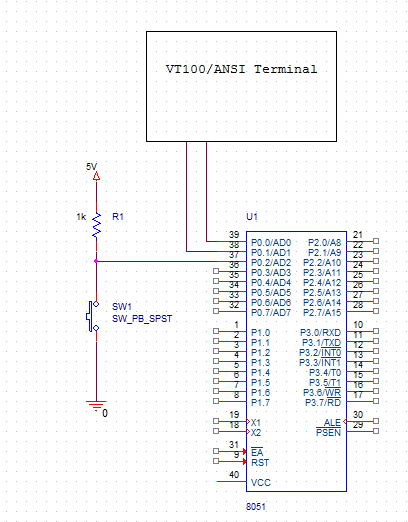 VT100/ANSI Terminal
5V
1k R1
SW1
SW_PB_SPST
0
U1
39 P0.0/AD0 P2.0/A8 21
38 P0.1/AD1 P2.1/A9 22
37 P0.2/AD2 P2.2/A10 23
36 P0.3/AD3 P2.3/A11 24
35 P0.4/AD4 P2.4/A12 25
34 P0.5/AD5 P2.5/A13 26
33 P0.6/AD6 P2.6/A14 27
32 P0.7/AD7 P2.7/A15 28
1 P1.0 P3.0/RXD 10
2 P1.1 P3.1/TXD 11
3 P1.2 P3.2/INT0 12
4 P1.3 P3.3/INT1 13
5 P1.4 P3.4/T0 14
6 P1.5 P3.5/T1 15
7 P1.6 P3.6/WR 16
8 P1.7 P3.7/RD 17
19 X1 ALE 30
18 X2 PSEN 29
31 EA
9 RST
40 VCC
8051